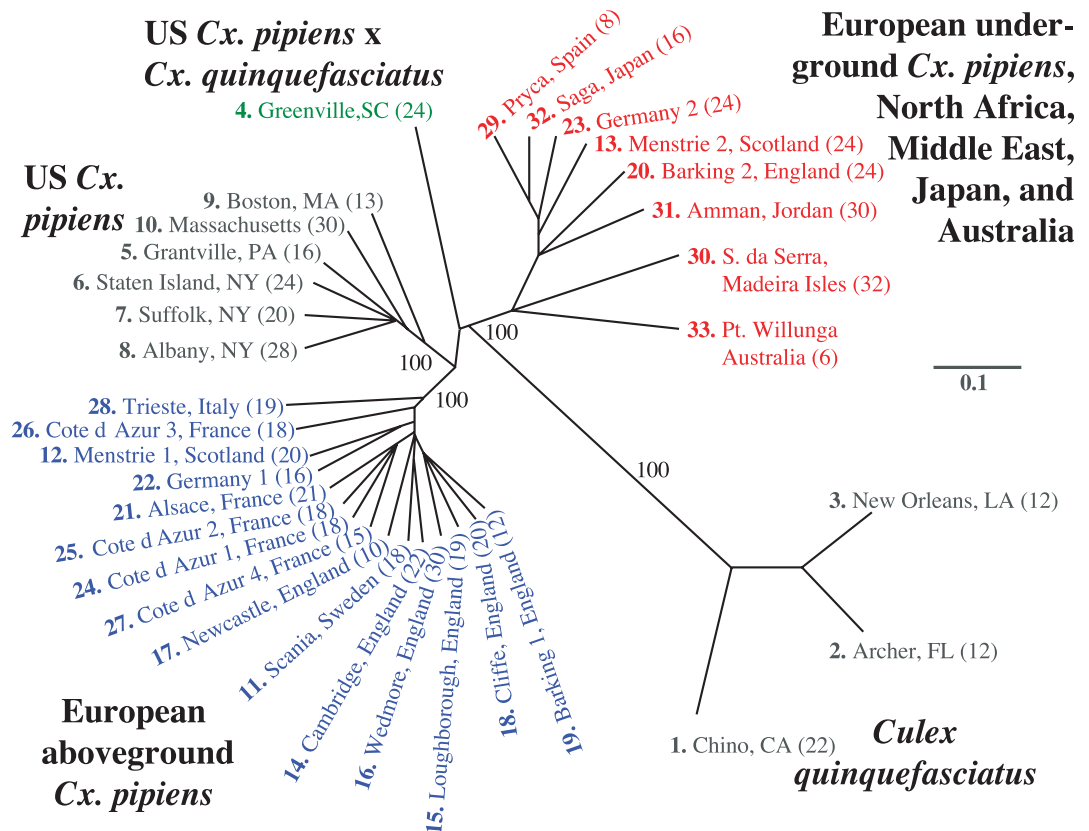 US Cx. pipiens x
Cx. quinquefasciatus
4. Greenville,SC (24)
US Cx.
pipiens
9. Boston, MA (13)
10. Massachusetts (30)
5. Grantville, PA (16)
6. Staten Island, NY (24)
7. Suffolk, NY (20)
8. Albany, NY (28)
29. Pryca, Spain (8)
32. Saga, Japan (16)
23. Germany 2 (24)
13. Menstrie 2, Scotland (24)
20. Barking 2, England (24)
31. Amman, Jordan (30)
30. S. da Serra,
Madeira Isles (32)
33. Pt. Willunga
Australia (6)
European under-
ground Cx. pipiens,
North Africa,
Middle East,
Japan, and
Australia
0.1
100
100
100
100
28. Trieste, Italy (19)
26. Cote d Azur 3, France (18)
12. Menstrie 1, Scotland (20)
22. Germany 1 (16)
21. Alsace, France (21)
25. Cote d Azur 2, France (18)
24. Cote d Azur 1, France (18)
27. Cote d Azur 4, France (15)
17. Newcastle, England (10)
11. Scania, Sweden (18)
14. Cambridge, England (22)
16. Wedmore, England (30)
15. Loughborough, England (19)
18. Cliffe, England (20)
19. Barking 1, England (12)
European
aboveground
Cx. pipiens
3. New Orleans, LA (12)
2. Archer, FL (12)
1. Chino, CA (22)
Culex
quinquefasciatus